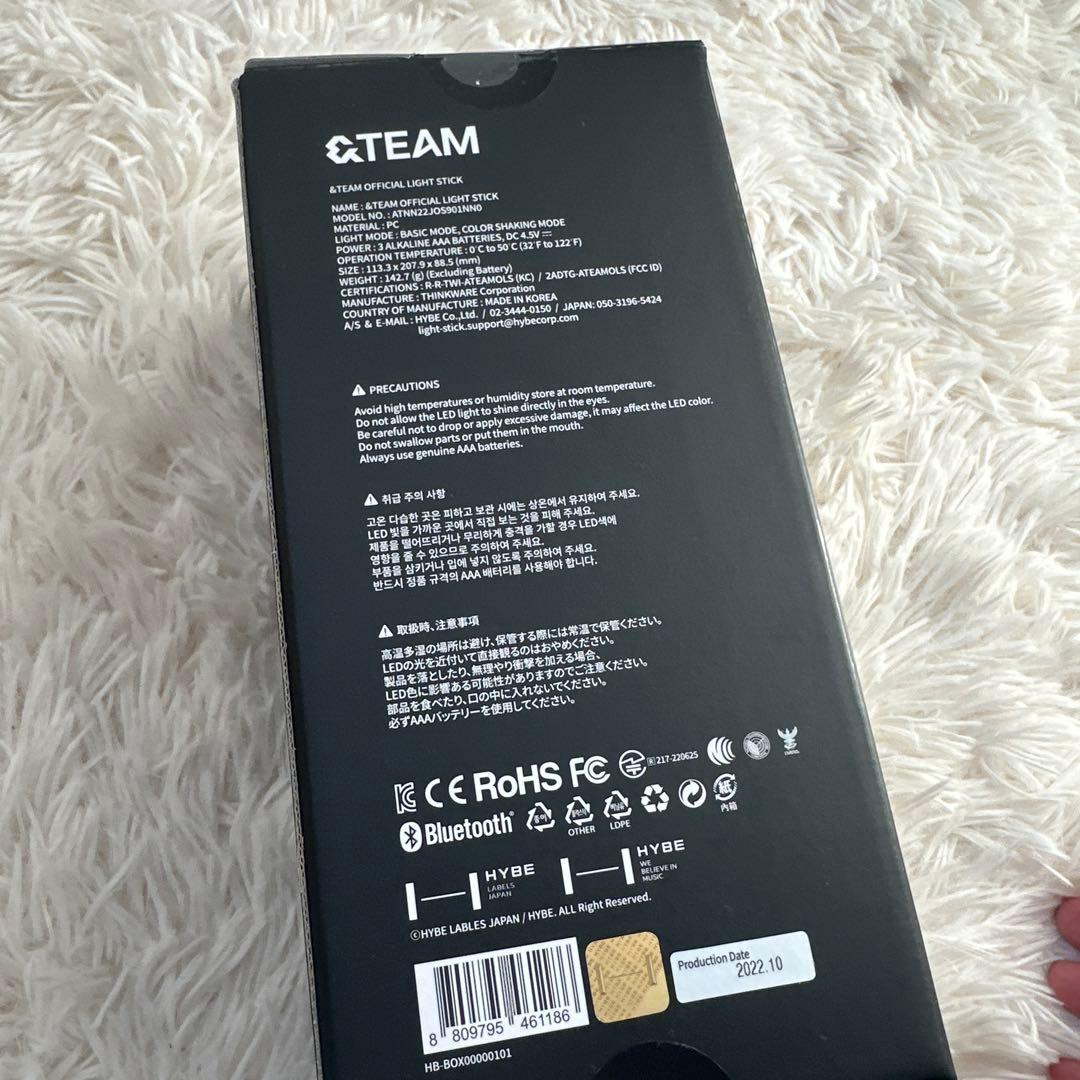 &TEAM
&TEAM OFFICIAL LIGHT STICK
NAME : &TEAM OFFICIAL LIGHT STICK
MODEL NO. : ATNN22JOS901NN0
MATERIAL : PC
LIGHT MODE : BASIC MODE, COLOR SHAKING MODE
POWER : 3 ALKALINE AAA BATTERIES, DC 4.5V
OPERATION TEMPERATURE : 0˚C to 50˚C (32˚F to 122˚F)
SIZE : 113.3 x 207.9 x 88.5 (mm)
WEIGHT : 142.7 (g) (Excluding Battery)
CERTIFICATIONS : R-R-TWI-ATEAMOLS (KC) / 2ADTG-ATEAMOLS (FCC ID)
MANUFACTURE : THINKWARE Corporation
COUNTRY OF MANUFACTURE : MADE IN KOREA
A/S & E-MAIL : HYBE Co.,Ltd. / 02-3444-0150 / JAPAN: 050-3196-5424
light-stick.support@hybecorp.com
PRECAUTIONS
Avoid high temperatures or humidity store at room temperature.
Do not allow the LED light to shine directly in the eyes.
Be careful not to drop or apply excessive damage, it may affect the LED color.
Do not swallow parts or put them in the mouth.
Always use genuine AAA batteries.
취급 주의 사항
고온 다습한 곳은 피하고 보관 시에는 상온에서 유지하여 주세요.
LED 빛을 가까운 곳에서 직접 보는 것을 피해 주세요.
제품을 떨어뜨리거나 무리하게 충격을 가할 경우 LED색에
영향을 줄 수 있으므로 주의하여 주세요.
부품을 삼키거나 입에 넣지 않도록 주의하여 주세요.
반드시 정품 규격의 AAA 배터리를 사용해야 합니다.
取扱時、注意事項
高温多湿の場所は避け、保管する際には常温で保管ください。
LEDの光を近付いて直接観るのはおやめください。
製品を落としたり、無理やり衝撃を加える場合、
LED色に影響ある可能性がありますのでご注意ください。
部品を食べたり、口の中に入れないでください。
必ずAAAバッテリーを使用してください。
CE RoHS FC R 217-220625
Bluetooth 종이 OTHER LDPE 紙 内箱
HYBE LABELS JAPAN
HYBE WE BELIEVE IN MUSIC
©HYBE LABLES JAPAN / HYBE. ALL Right Reserved.
8 809795 461186
Production Date
2022.10
HB-BOX00000101